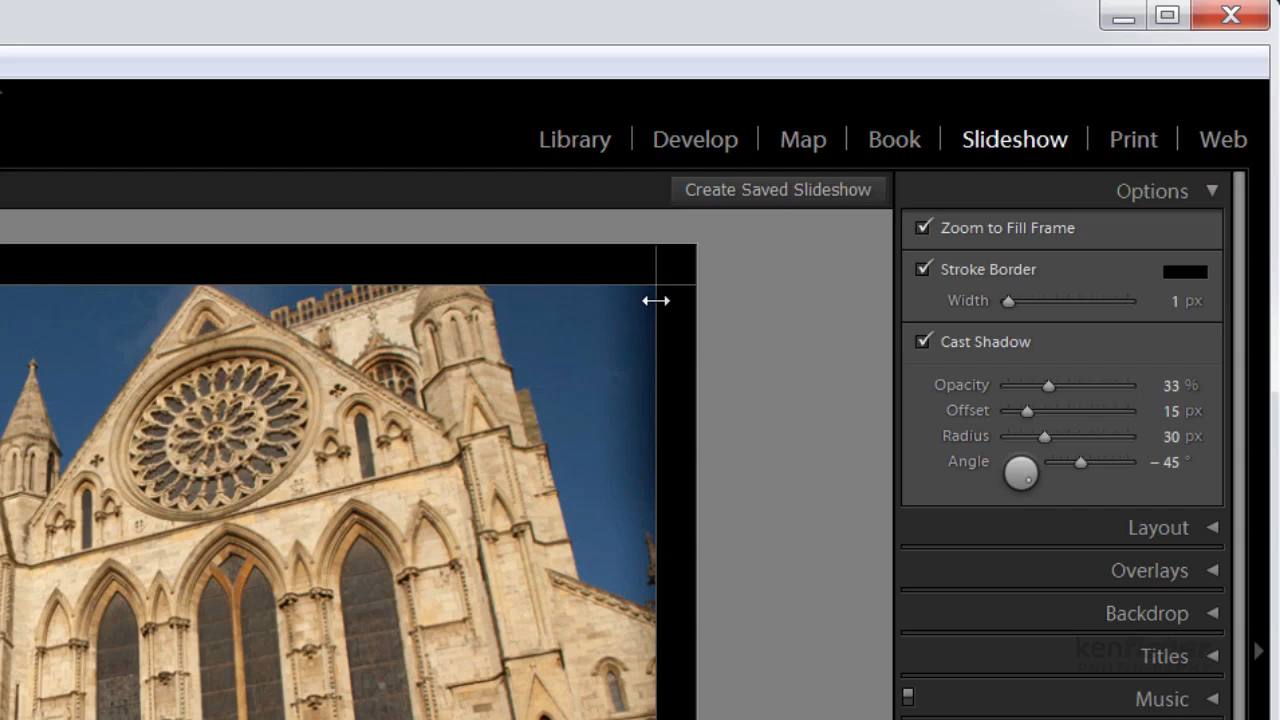 Library Develop Map Book Slideshow Print Web
Create Saved Slideshow
Options
Zoom to Fill Frame
Stroke Border
Width 1 px
Cast Shadow
Opacity 33 %
Offset 15 px
Radius 30 px
Angle – 45 °
Layout
Overlays
Backdrop
Titles
Music